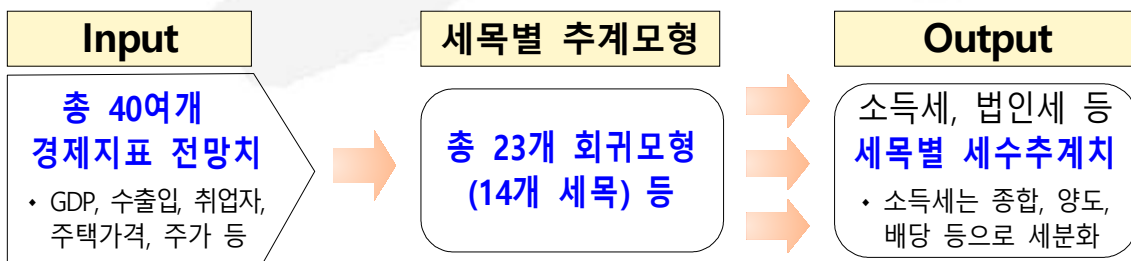 Input
총 40여개
경제지표 전망치
• GDP, 수출입, 취업자,
주택가격, 주가 등
세목별 추계모형
총 23개 회귀모형
(14개 세목) 등
Output
소득세, 법인세 등
세목별 세수추계치
• 소득세는 종합, 양도,
배당 등으로 세분화